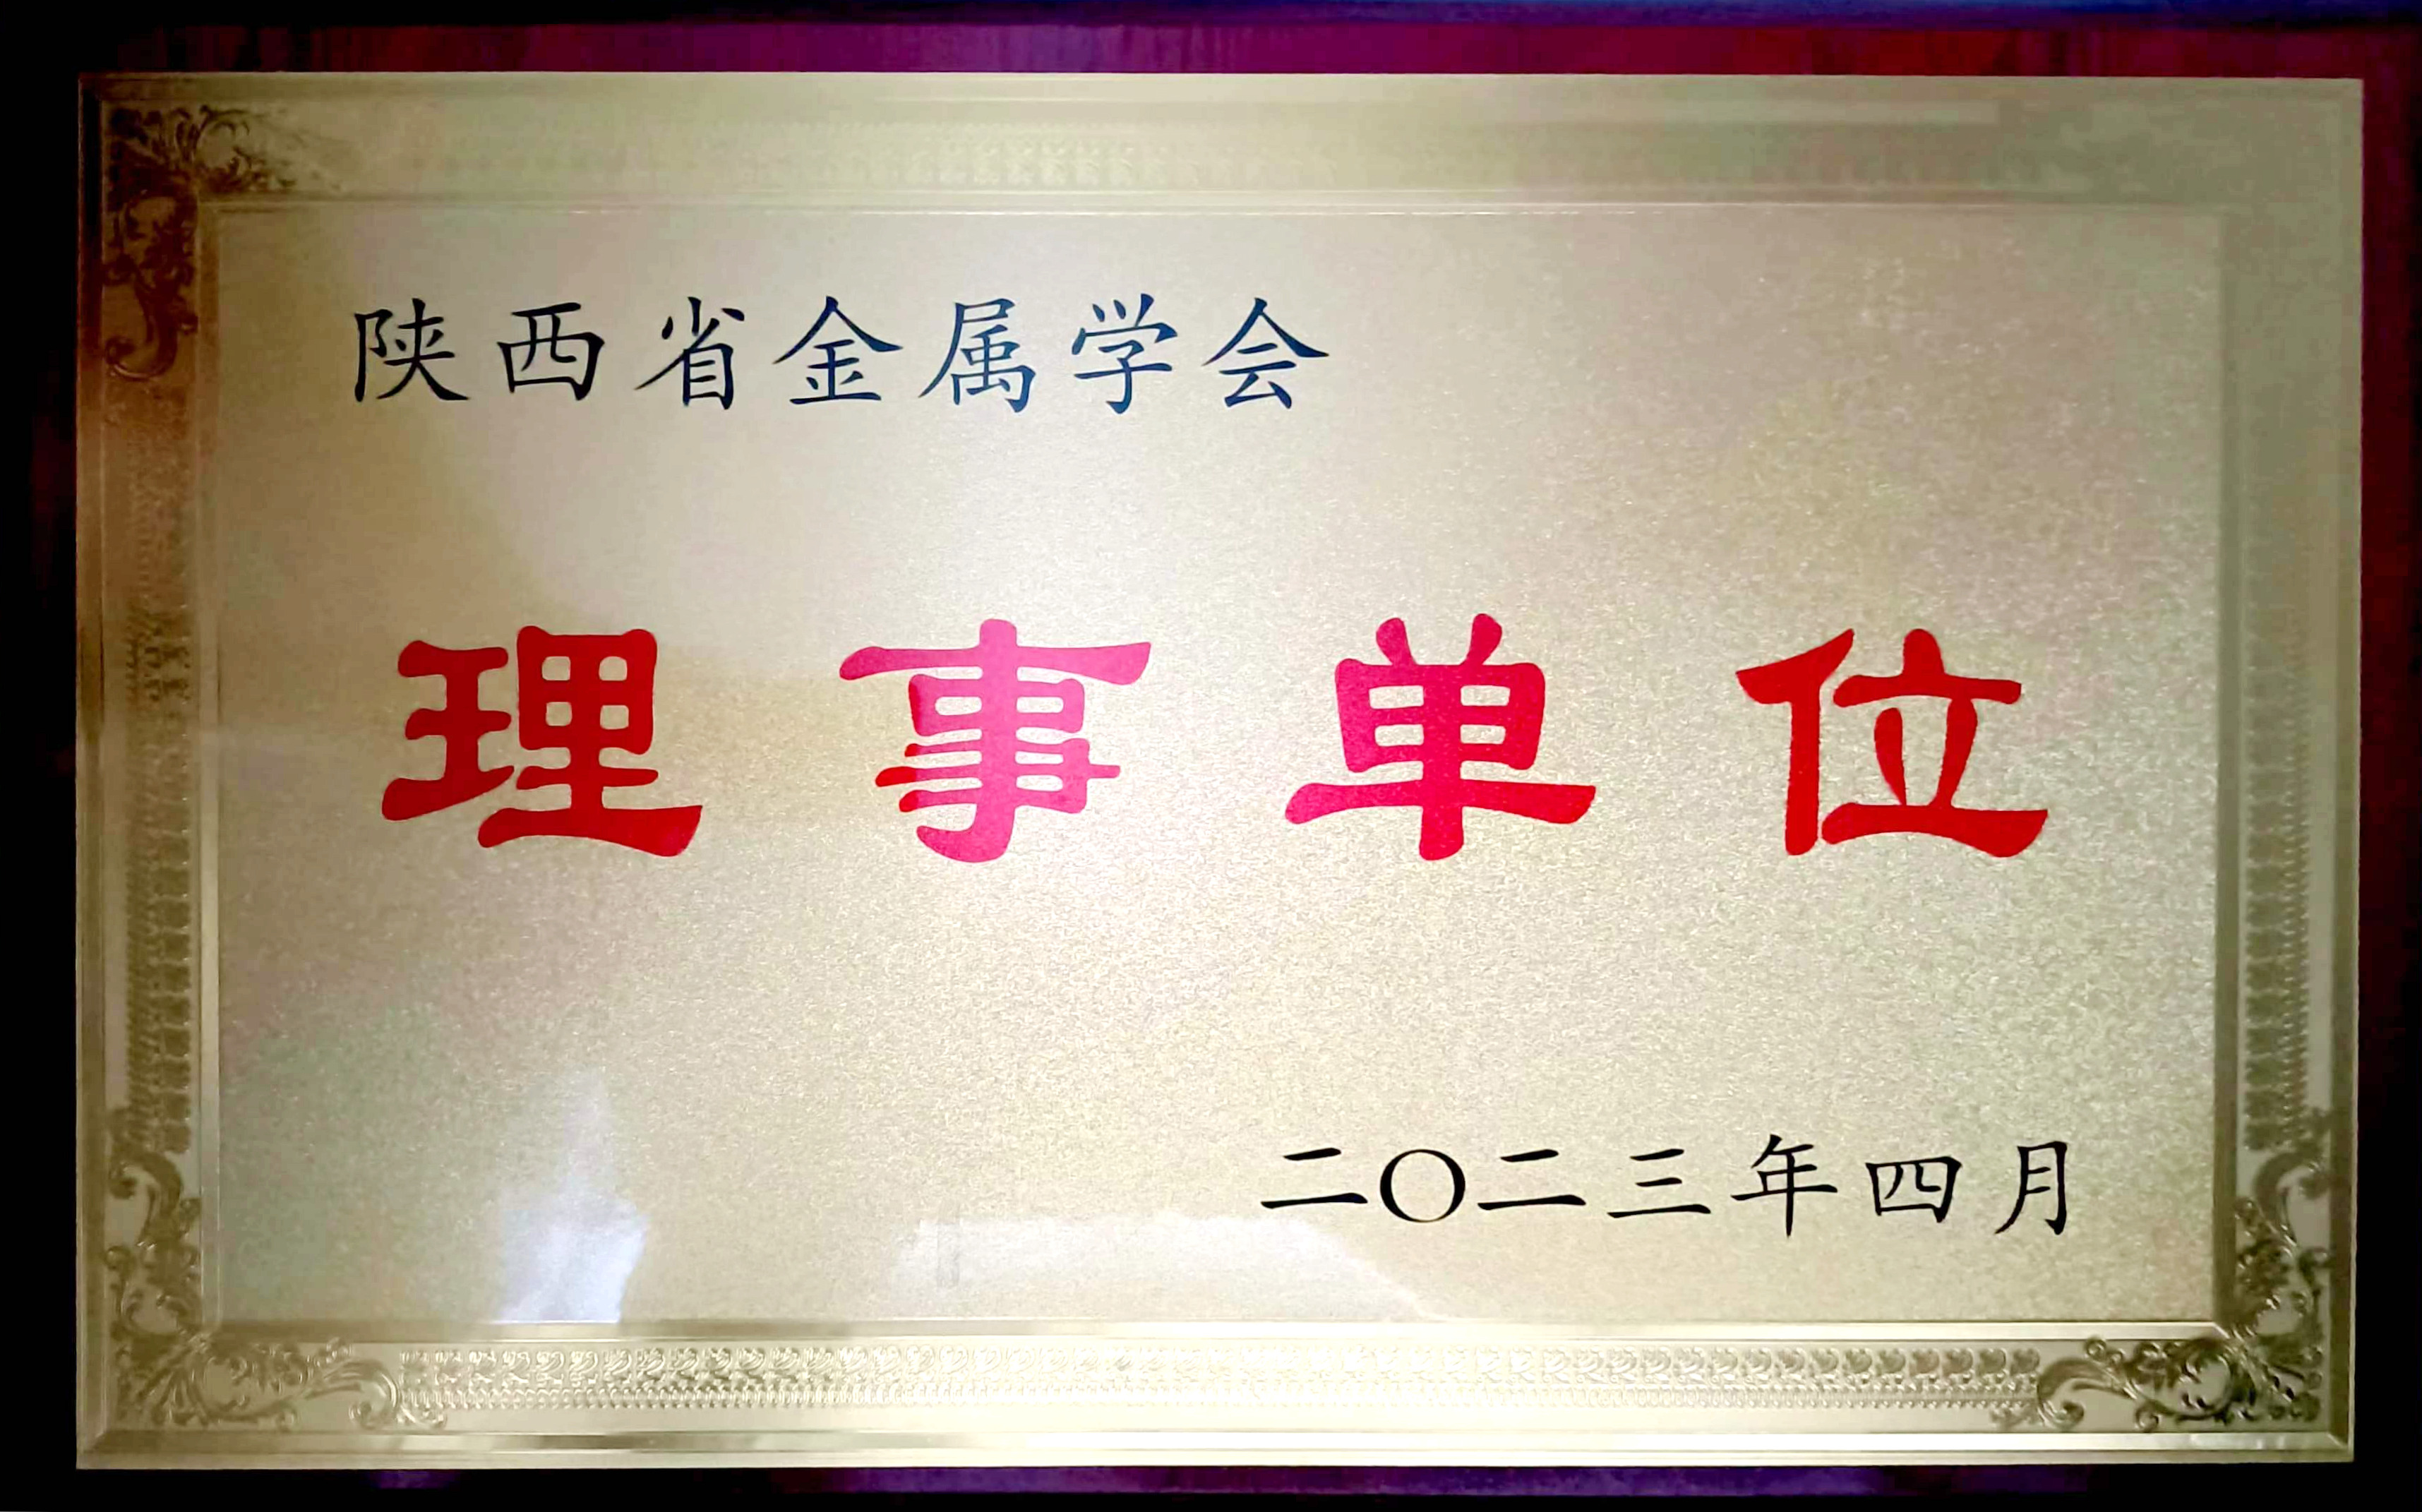 陕西省金属学会
理事单位
二〇二三年四月